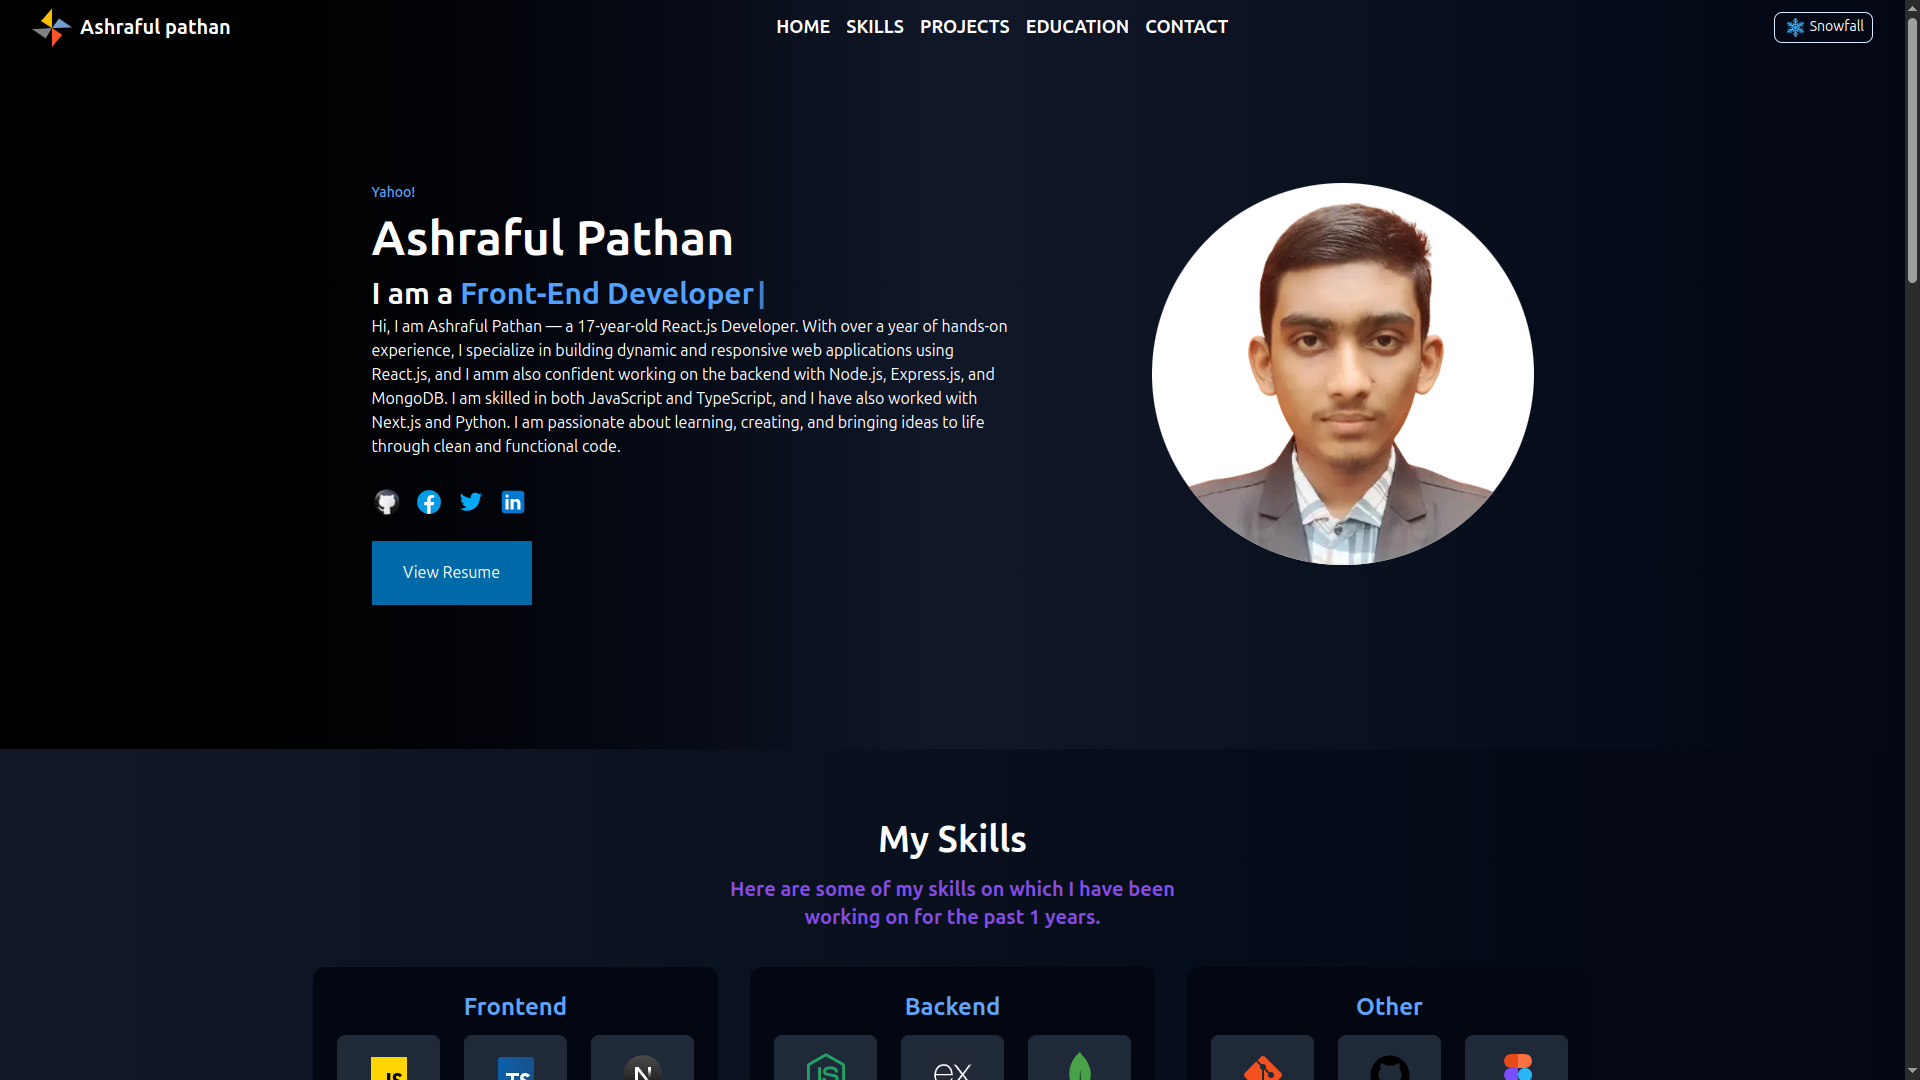 Ashraful pathan
HOME SKILLS PROJECTS EDUCATION CONTACT
Snowfall
Yahoo!
Ashraful Pathan
I am a Front-End Developer|
Hi, I am Ashraful Pathan — a 17-year-old React.js Developer. With over a year of hands-on
experience, I specialize in building dynamic and responsive web applications using
React.js, and I amm also confident working on the backend with Node.js, Express.js, and
MongoDB. I am skilled in both JavaScript and TypeScript, and I have also worked with
Next.js and Python. I am passionate about learning, creating, and bringing ideas to life
through clean and functional code.
in
View Resume
My Skills
Here are some of my skills on which I have been
working on for the past 1 years.
Frontend
Backend
Other
JS
TS
N
JS
ex